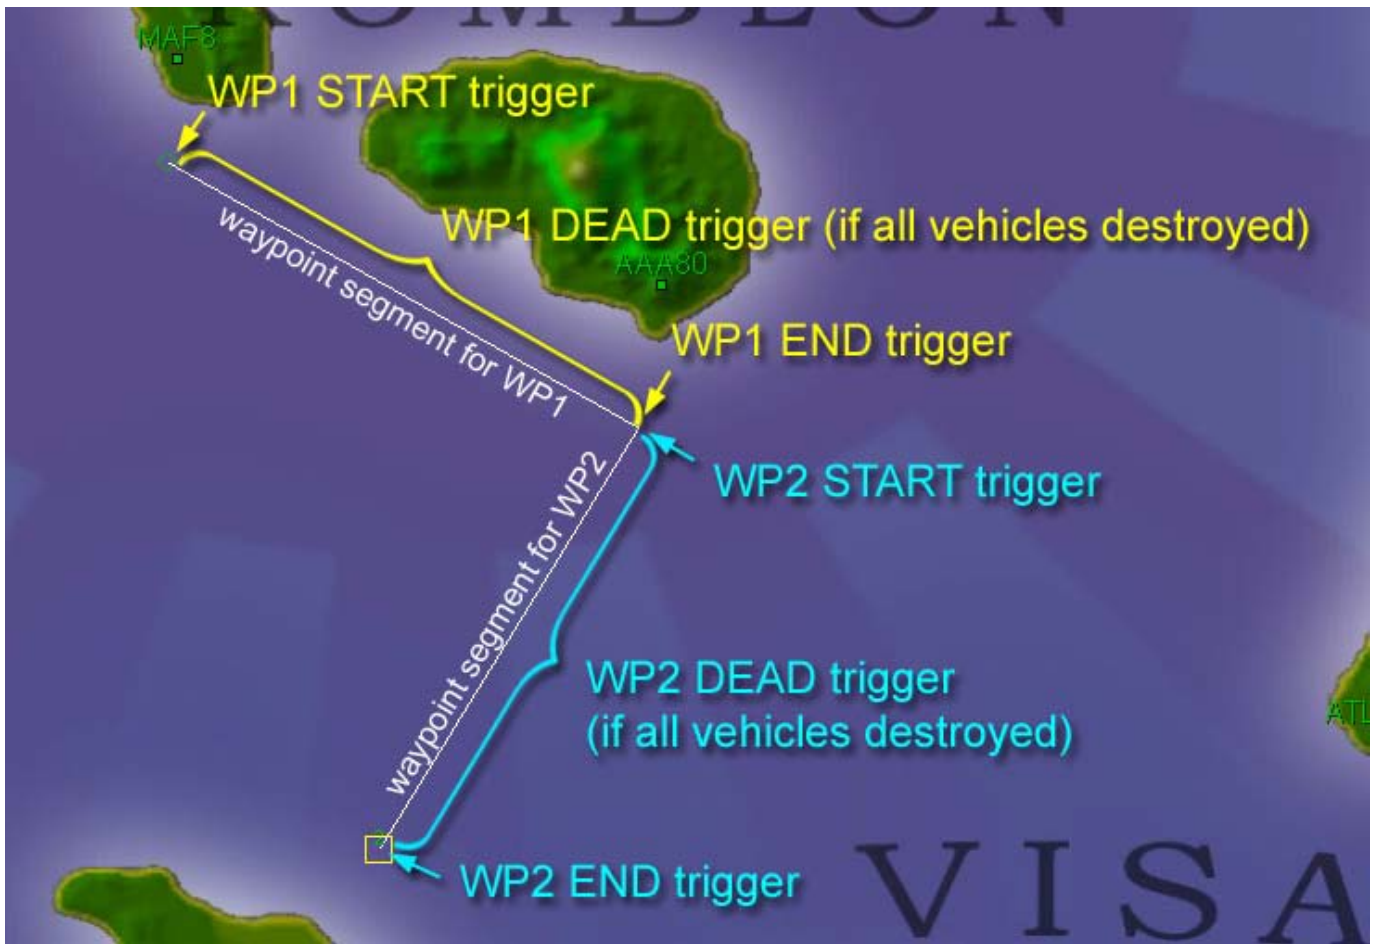 ROMBLON
MAF8
WP1 START trigger
WP1 DEAD trigger (if all vehicles destroyed)
waypoint segment for WP1
AAA80
WP1 END trigger
WP2 START trigger
waypoint segment for WP2
WP2 DEAD trigger
(if all vehicles destroyed)
ATL
2
WP2 END trigger
VISA